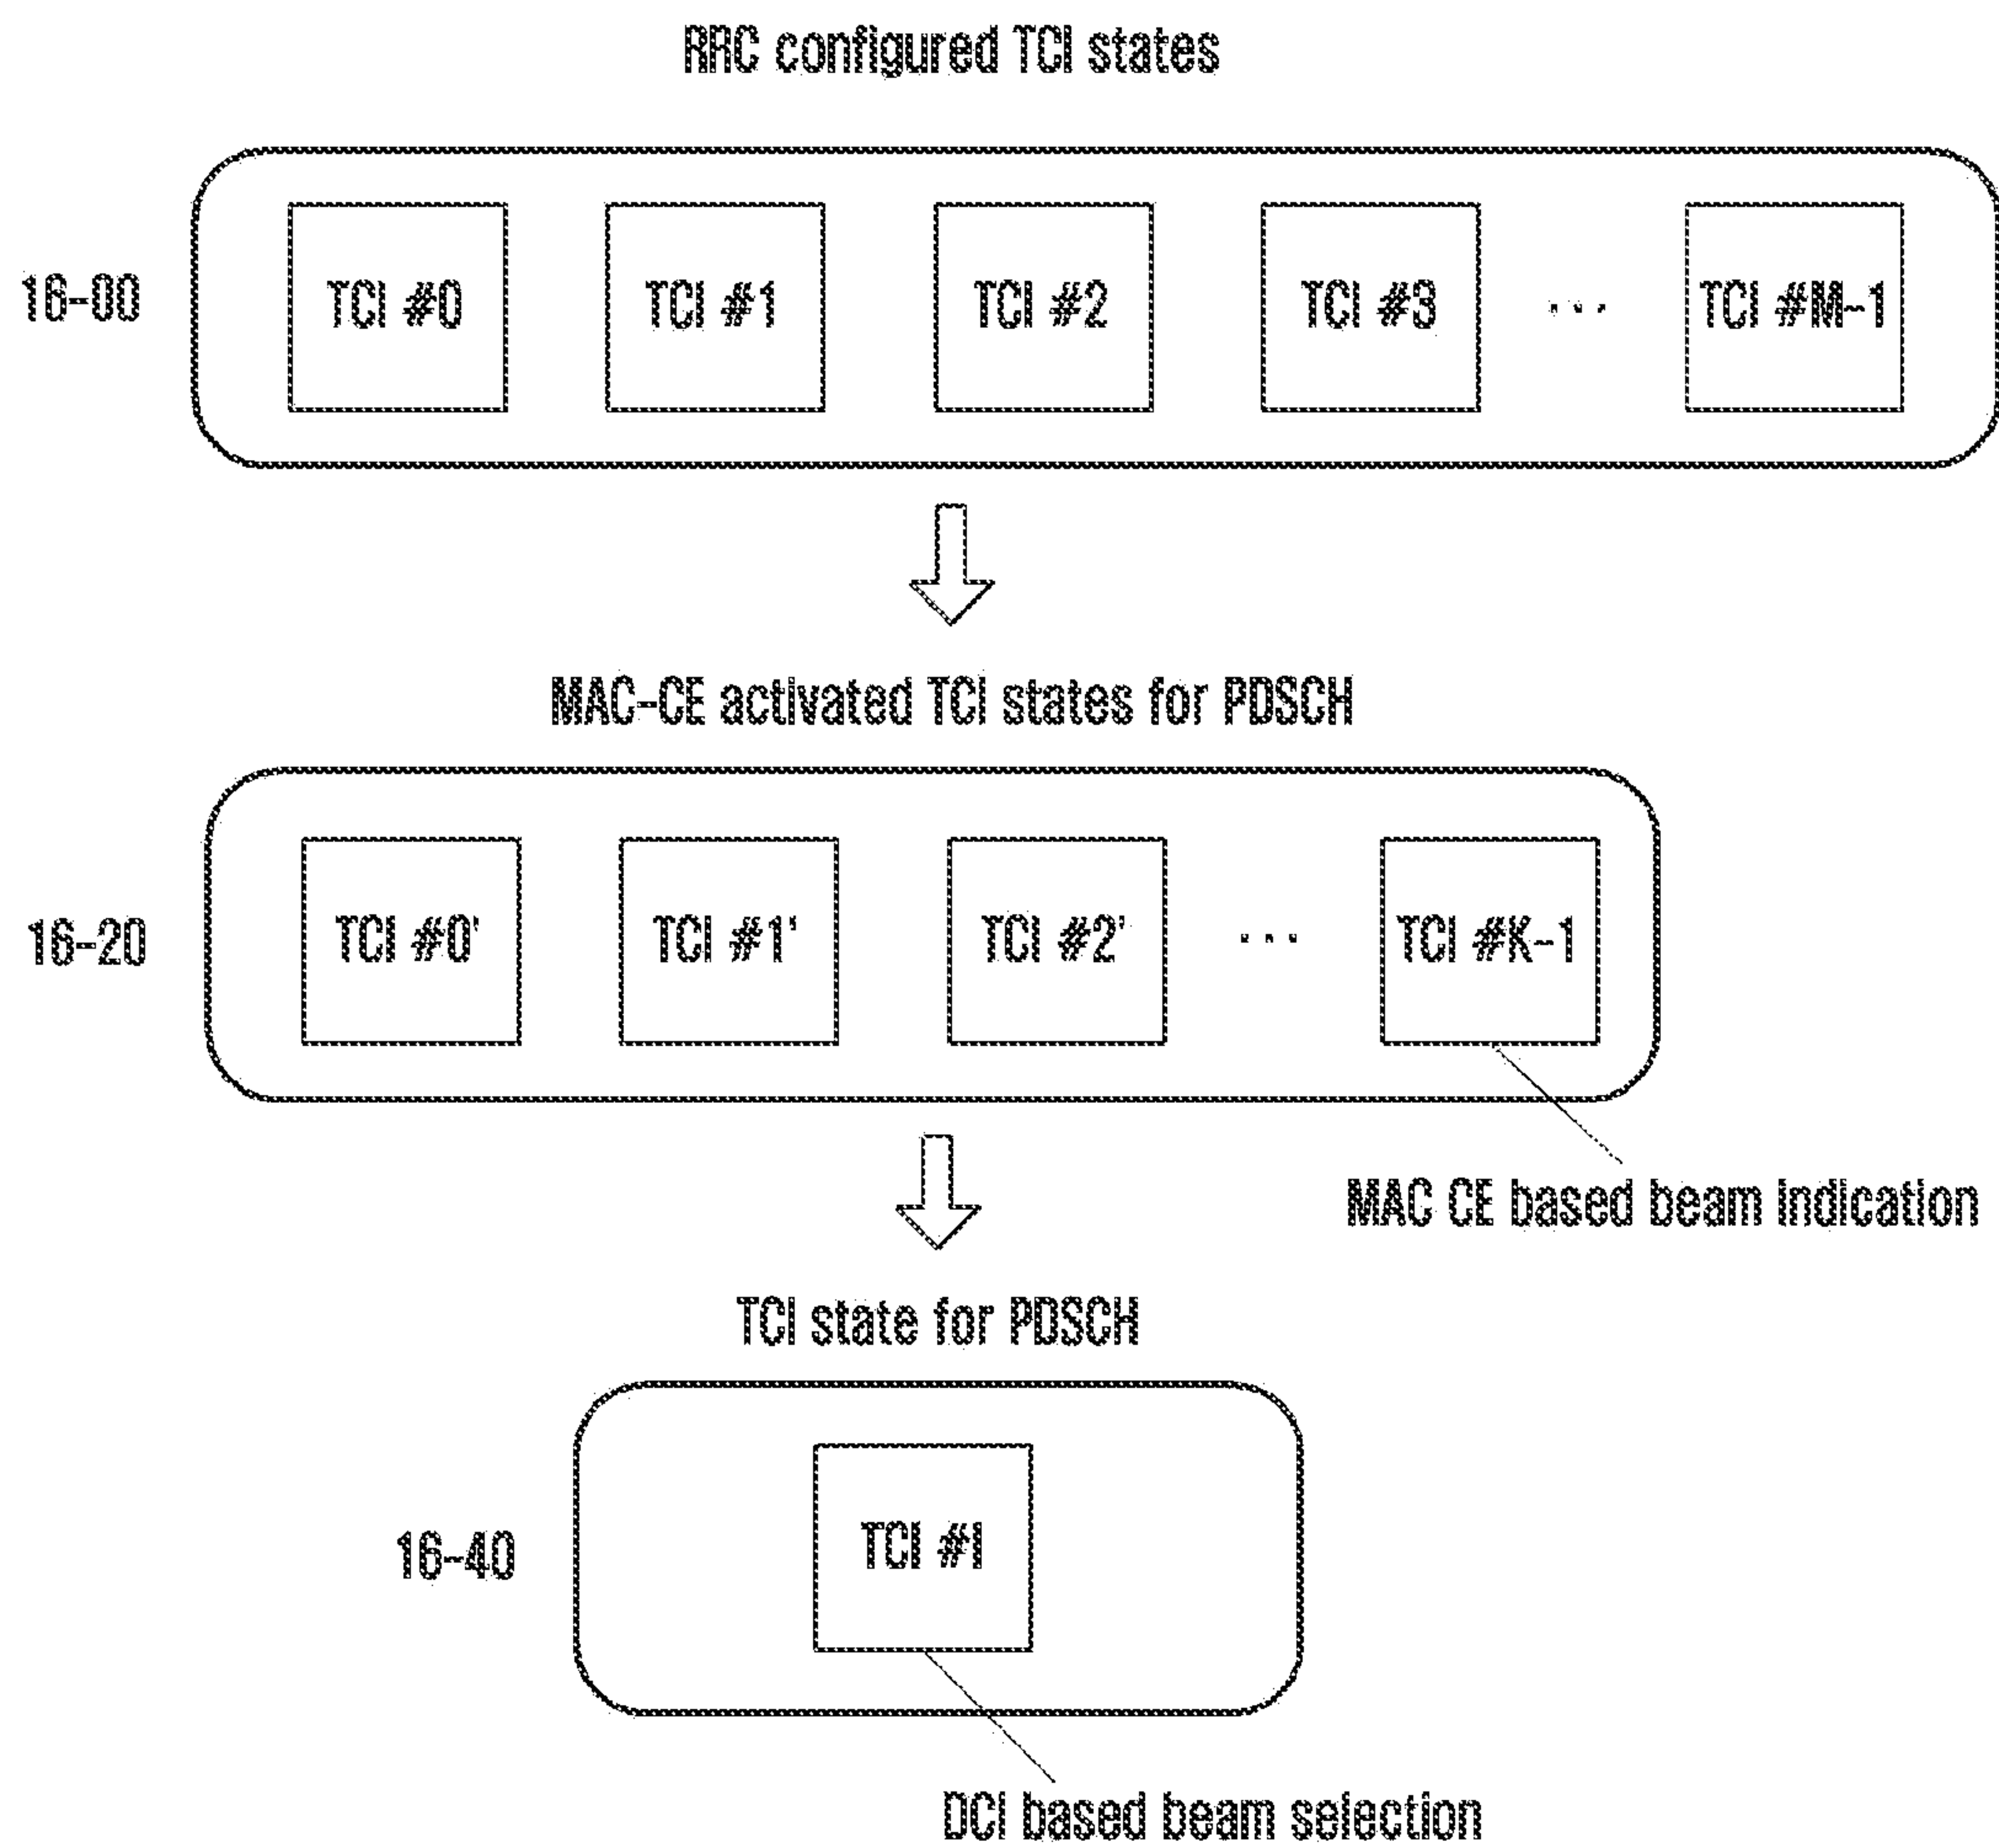 RRC configured TCI states
16-00
TCI #0 TCI #1 TCI #2 TCI #3 ... TCI #M-1
MAC-CE activated TCI states for PDSCH
16-20
TCI #0' TCI #1' TCI #2' ... TCI #K-1
MAC CE based beam indication
TCI state for PDSCH
16-40
TCI #I
DCI based beam selection